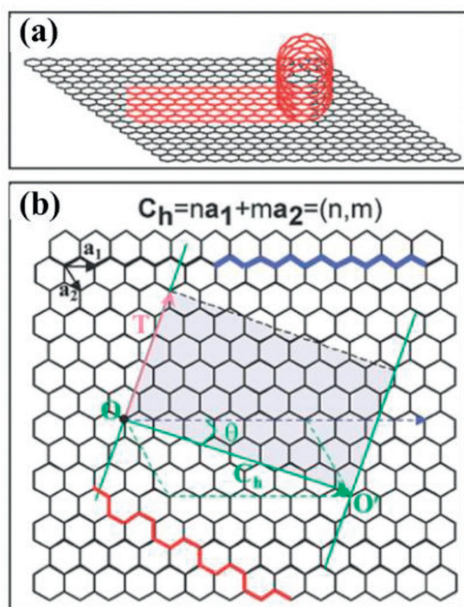 (a)
(b)
Cₕ=na₁+ma₂=(n,m)
a₁
a₂
T
O
θ
Cₕ
O'